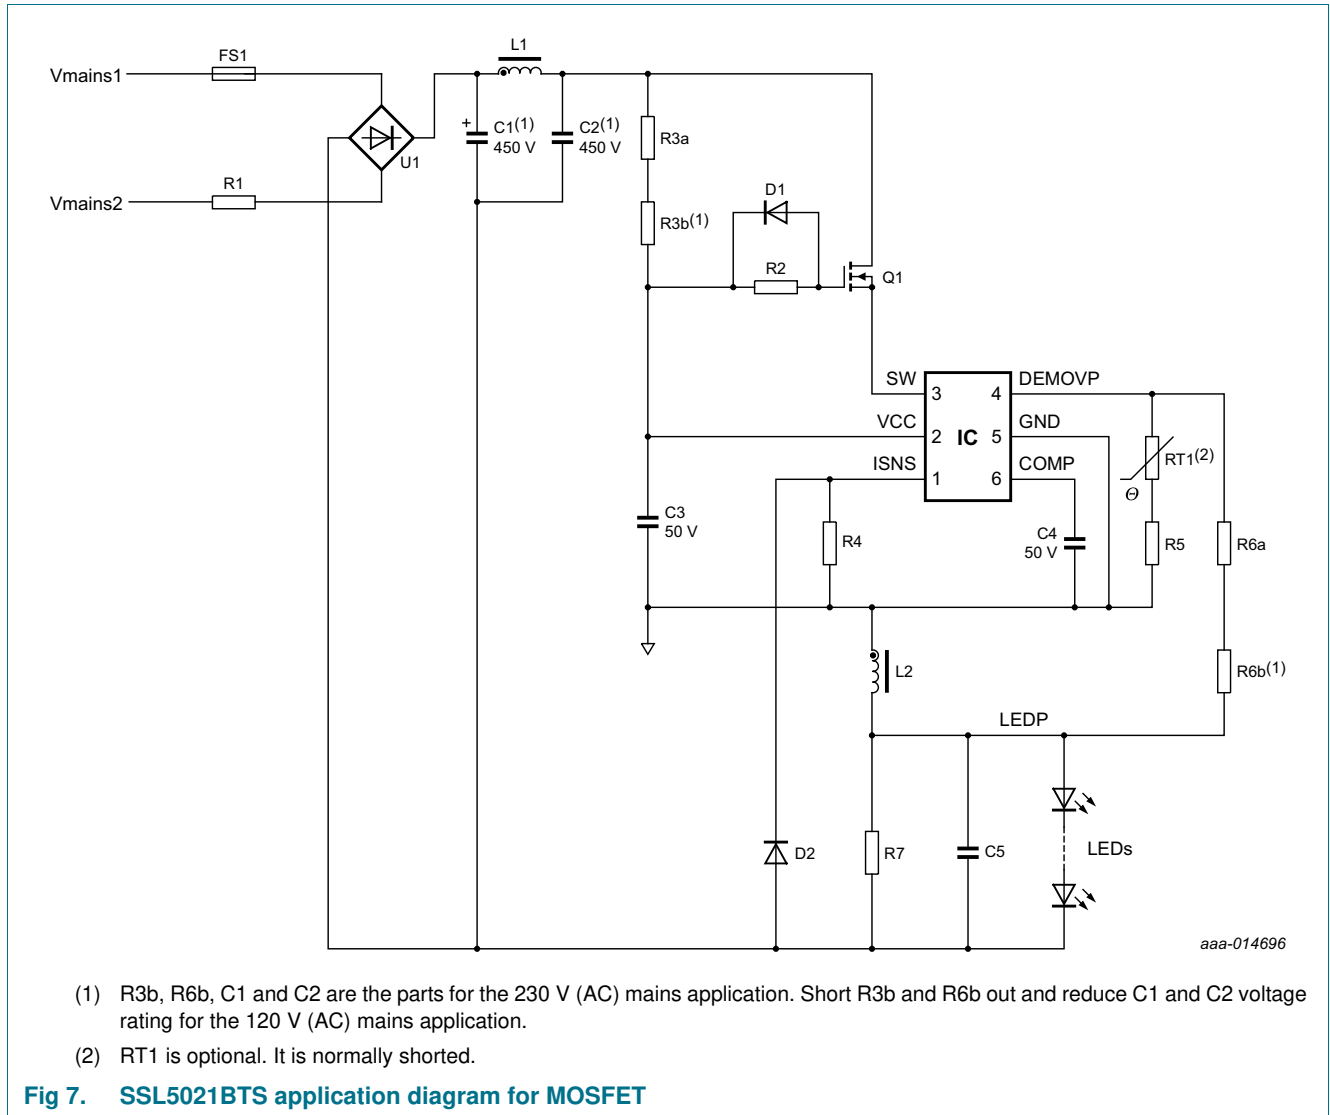 FS1
L1
Vmains1
C1(1)
450 V
C2(1)
450 V
+
R3a
U1
R1
Vmains2
D1
R3b(1)
R2
Q1
SW
DEMOVP
3
4
VCC
GND
2
IC
5
ISNS
COMP
1
6
RT1(2)
Θ
C3
50 V
R4
C4
50 V
R5
R6a
L2
R6b(1)
LEDP
D2
R7
C5
LEDs
aaa-014696
(1) R3b, R6b, C1 and C2 are the parts for the 230 V (AC) mains application. Short R3b and R6b out and reduce C1 and C2 voltage
rating for the 120 V (AC) mains application.
(2) RT1 is optional. It is normally shorted.
Fig 7. SSL5021BTS application diagram for MOSFET